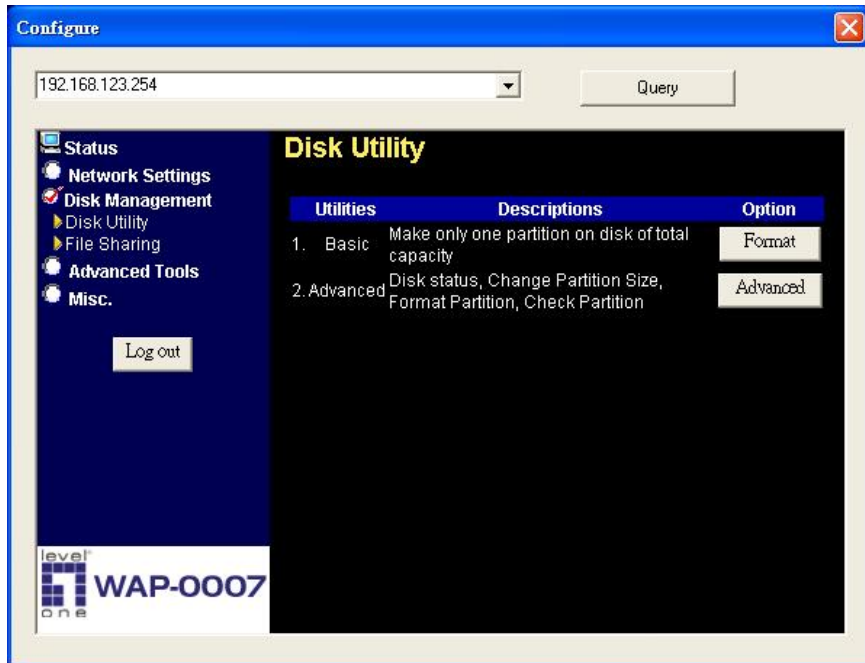 Configure
192.168.123.254
Query
Status
Network Settings
Disk Management
Disk Utility
File Sharing
Advanced Tools
Misc.
Log out
level
one
WAP-0007
Disk Utility
Utilities Descriptions Option
1. Basic Make only one partition on disk of total
capacity
Format
2. Advanced Disk status, Change Partition Size,
Format Partition, Check Partition
Advanced